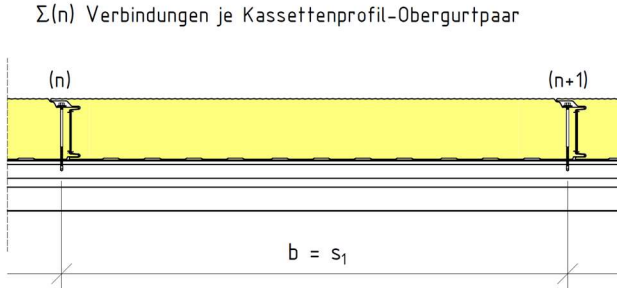 Σ(n) Verbindungen je Kassettenprofil-Obergurtpaar
(n) (n+1)
b = s₁